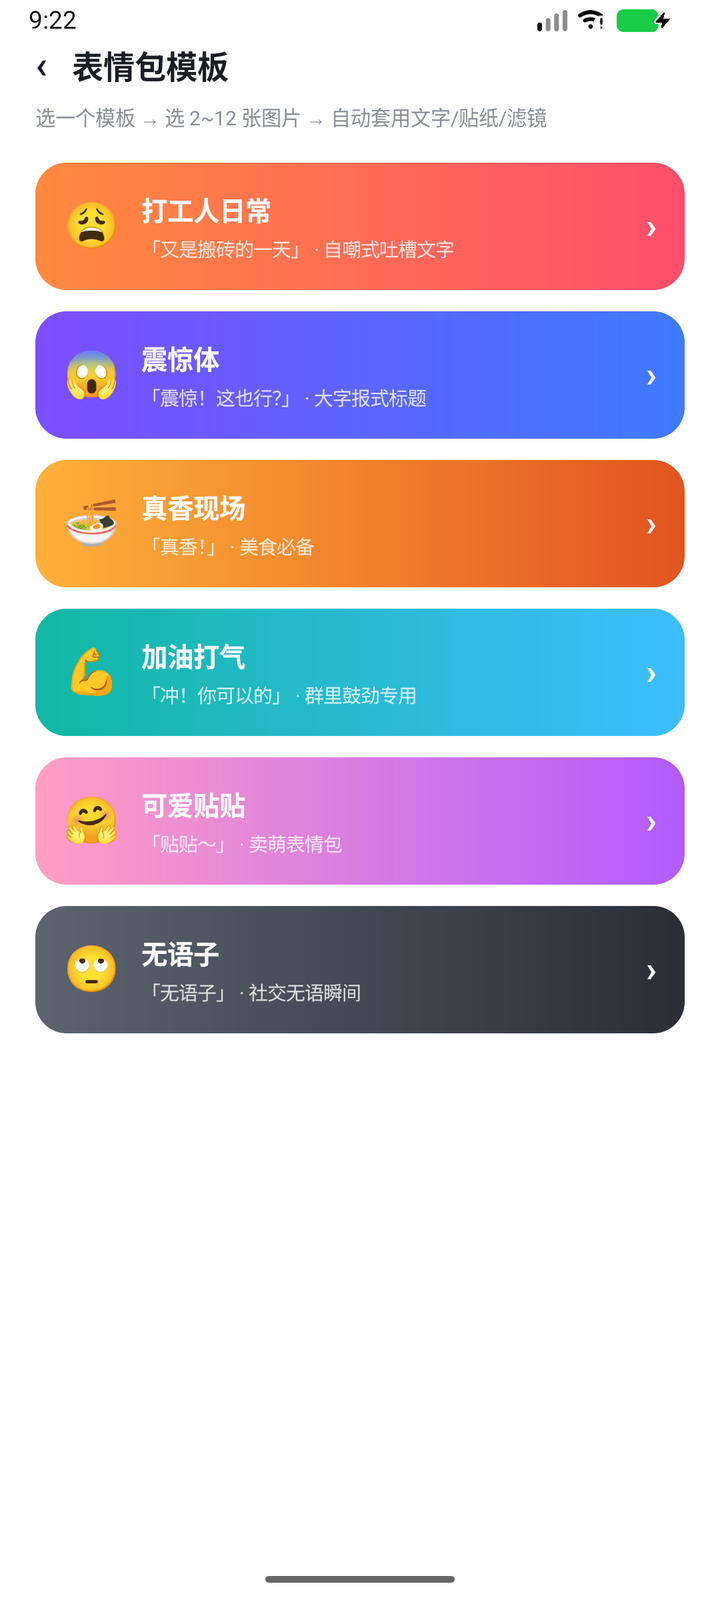 9:22
‹ 表情包模板
选一个模板 → 选 2~12 张图片 → 自动套用文字/贴纸/滤镜
打工人日常
「又是搬砖的一天」 · 自嘲式吐槽文字
震惊体
「震惊！这也行？」 · 大字报式标题
真香现场
「真香！」 · 美食必备
加油打气
「冲！你可以的」 · 群里鼓劲专用
可爱贴贴
「贴贴～」 · 卖萌表情包
无语子
「无语子」 · 社交无语瞬间